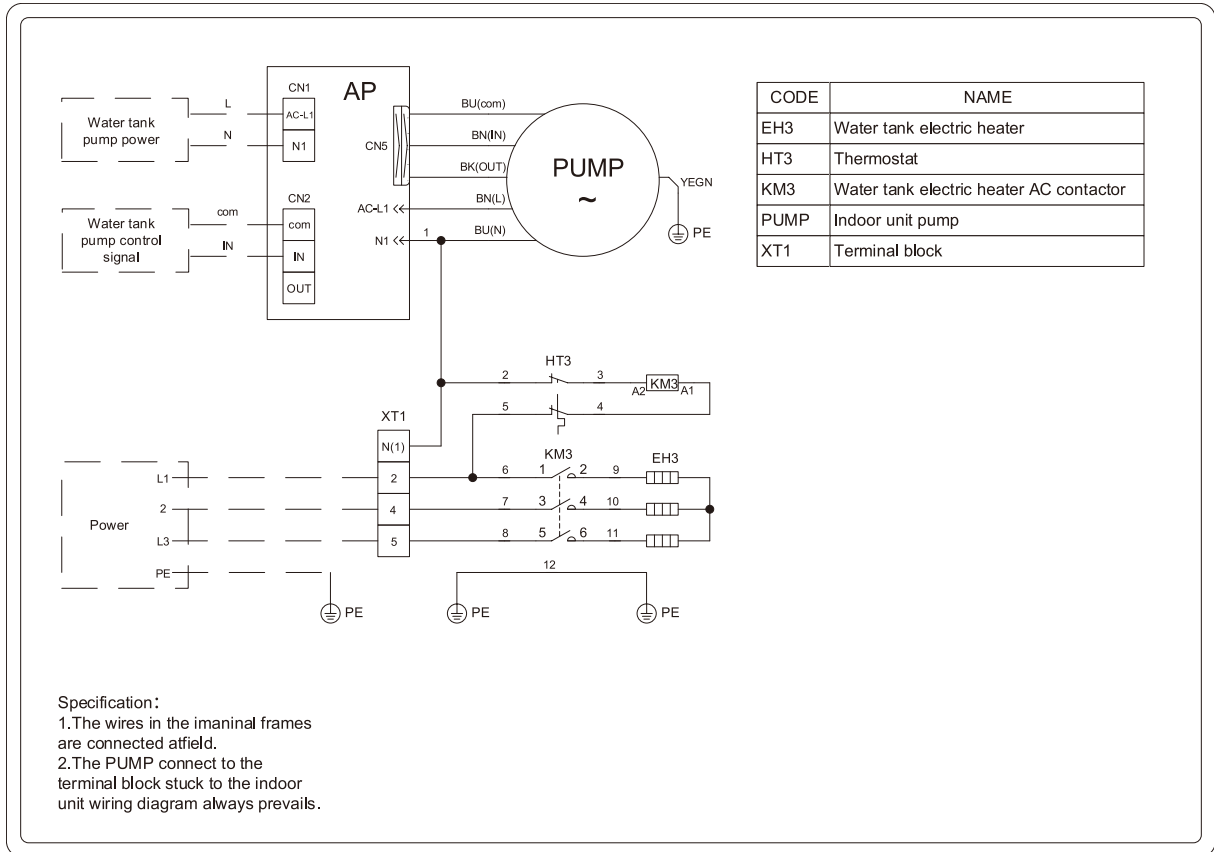 AP
CN1
AC-L1
N1
CN2
com
IN
OUT
CN5
AC-L1
N1
1
Water tank
pump power
L
N
Water tank
pump control
signal
com
IN
BU(com)
BN(IN)
BK(OUT)
BN(L)
BU(N)
PUMP
~
YEGN
PE
CODE NAME
EH3 Water tank electric heater
HT3 Thermostat
KM3 Water tank electric heater AC contactor
PUMP Indoor unit pump
XT1 Terminal block
HT3
2 3 A2 KM3 A1
5 4
XT1
N(1)
2
4
5
KM3
EH3
6 1 2 9
7 3 4 10
8 5 6 11
12
Power
L1
2
L3
PE
PE
PE
PE
Specification:
1.The wires in the imaninal frames
are connected atfield.
2.The PUMP connect to the
terminal block stuck to the indoor
unit wiring diagram always prevails.